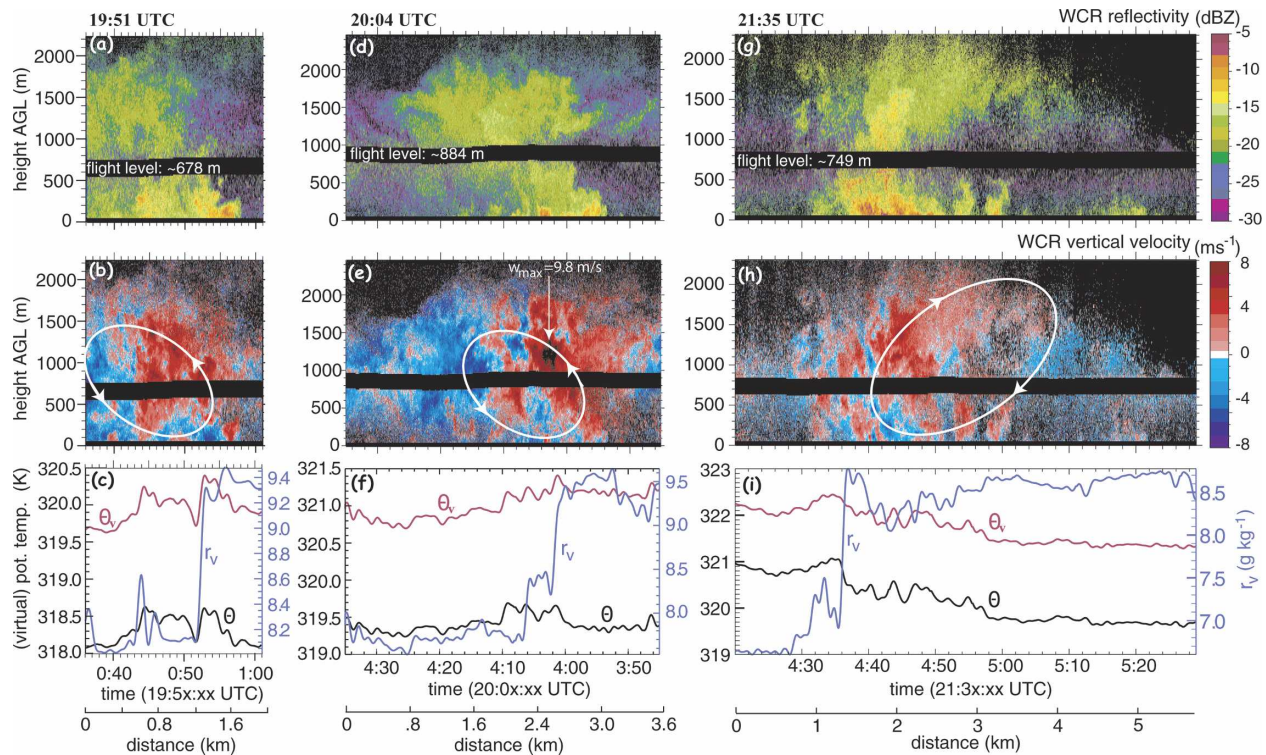 19:51 UTC
20:04 UTC
21:35 UTC
WCR reflectivity (dBZ)
(a)
(d)
(g)
height AGL (m)
2000
1500
1000
500
0
flight level: ~678 m
2000
1500
1000
500
0
flight level: ~884 m
2000
1500
1000
500
0
flight level: ~749 m
-5
-10
-15
-20
-25
-30
WCR vertical velocity (ms-1)
(b)
(e)
(h)
wmax=9.8 m/s
height AGL (m)
2000
1500
1000
500
0
2000
1500
1000
500
0
2000
1500
1000
500
0
8
4
0
-4
-8
(c)
(f)
(i)
(virtual) pot. temp. (K)
320.5
320.0
319.5
319.0
318.5
318.0
θv
rv
θ
9.4
9.2
9.0
8.8
8.6
8.4
8.2
321.5
321.0
320.5
320.0
319.5
319.0
θv
rv
θ
9.5
9.0
8.5
8.0
323
322
321
320
319
θv
rv
θ
8.5
8.0
7.5
7.0
rv (g kg-1)
0:40 0:50 1:00
time (19:5x:xx UTC)
4:30 4:20 4:10 4:00 3:50
time (20:0x:xx UTC)
4:30 4:40 4:50 5:00 5:10 5:20
time (21:3x:xx UTC)
0 0.8 1.6
distance (km)
0 .6 1.2 1.8 2.4 3.0 3.6
distance (km)
0 1 2 3 4 5
distance (km)